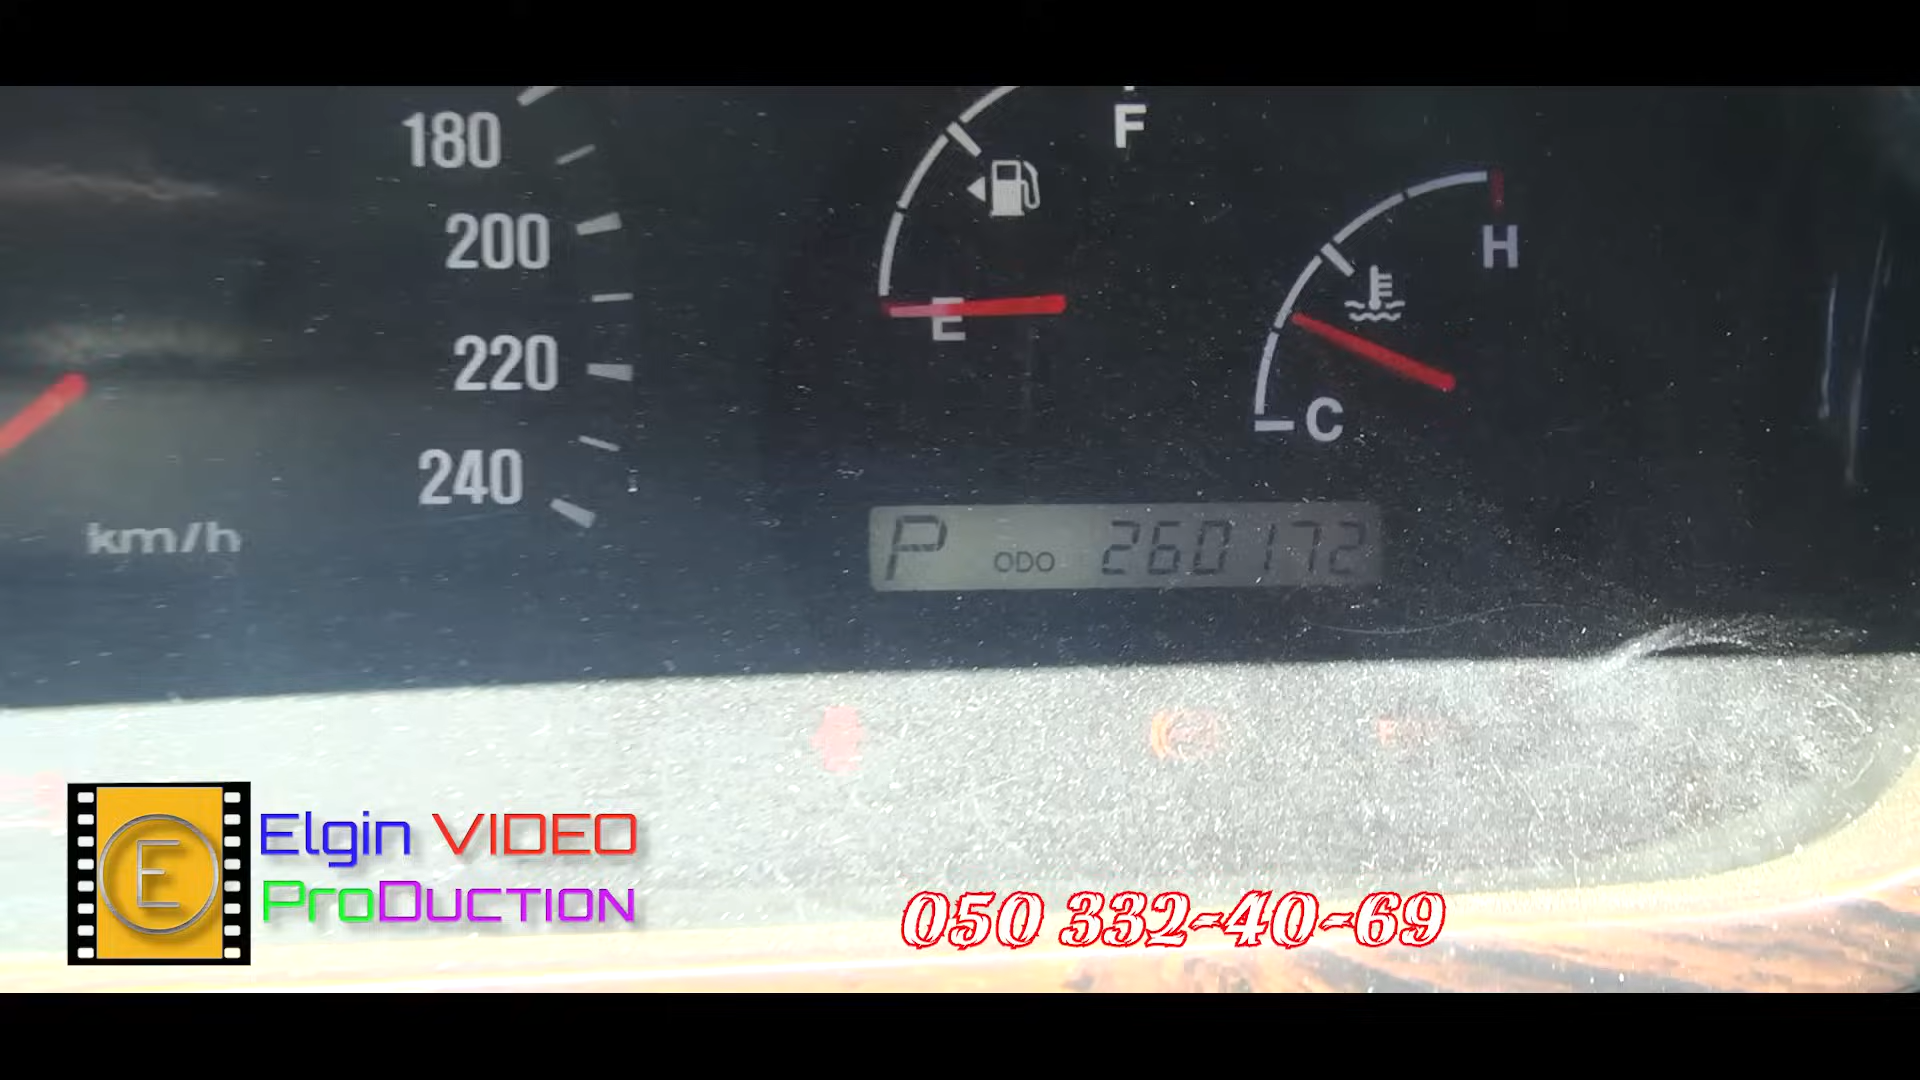 180
200
220
240
km/h
F
E
H
C
P ODO 260172
E
Elgin VIDEO
ProDuction
050 332-40-69